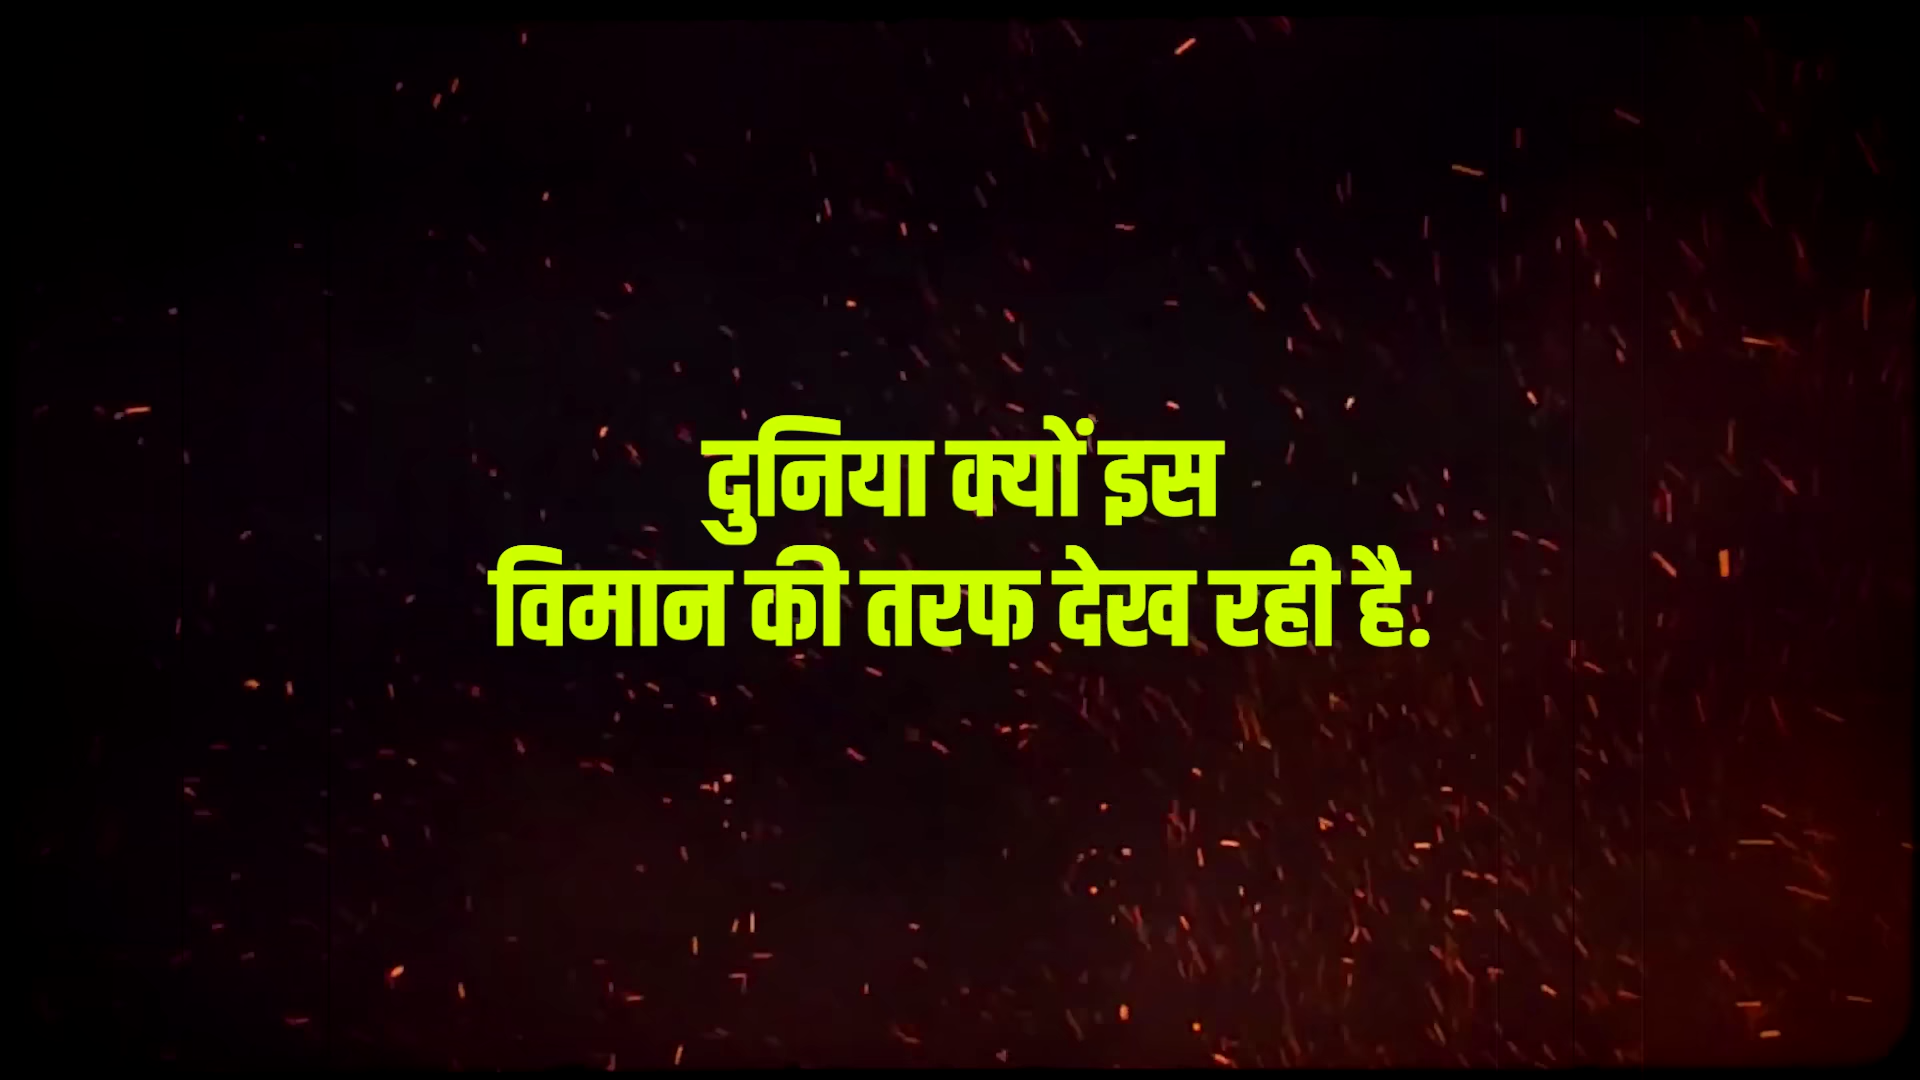 दुनिया क्यों इस
विमान की तरफ देख रही है.